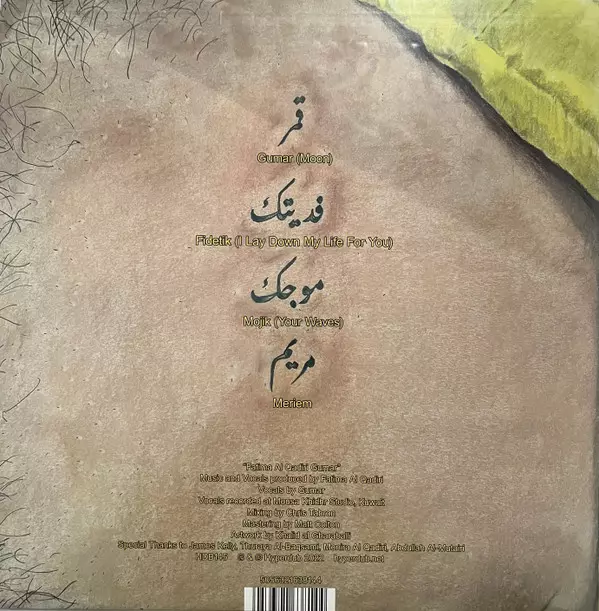 قمر
Gumar (Moon)
فديتك
Fidetik (I Lay Down My Life For You)
موجك
Mojik (Your Waves)
مريم
Meriem
"Fatima Al Qadiri Gumar"
Music and Vocals produced by Fatima Al Qadiri
Vocals by Gumar
Vocals recorded at Mousa Khidhr Studio, Kuwait
Mixing by Chris Tabron
Mastering by Matt Colton
Artwork by Khalid al Gharaballi
Special Thanks to James Kelly, Thuraya Al-Baqsami, Monira Al Qadiri, Abdullah Al-Mutairi
HDB145 ℗ & © Hyperdub 2022 hyperdub.net